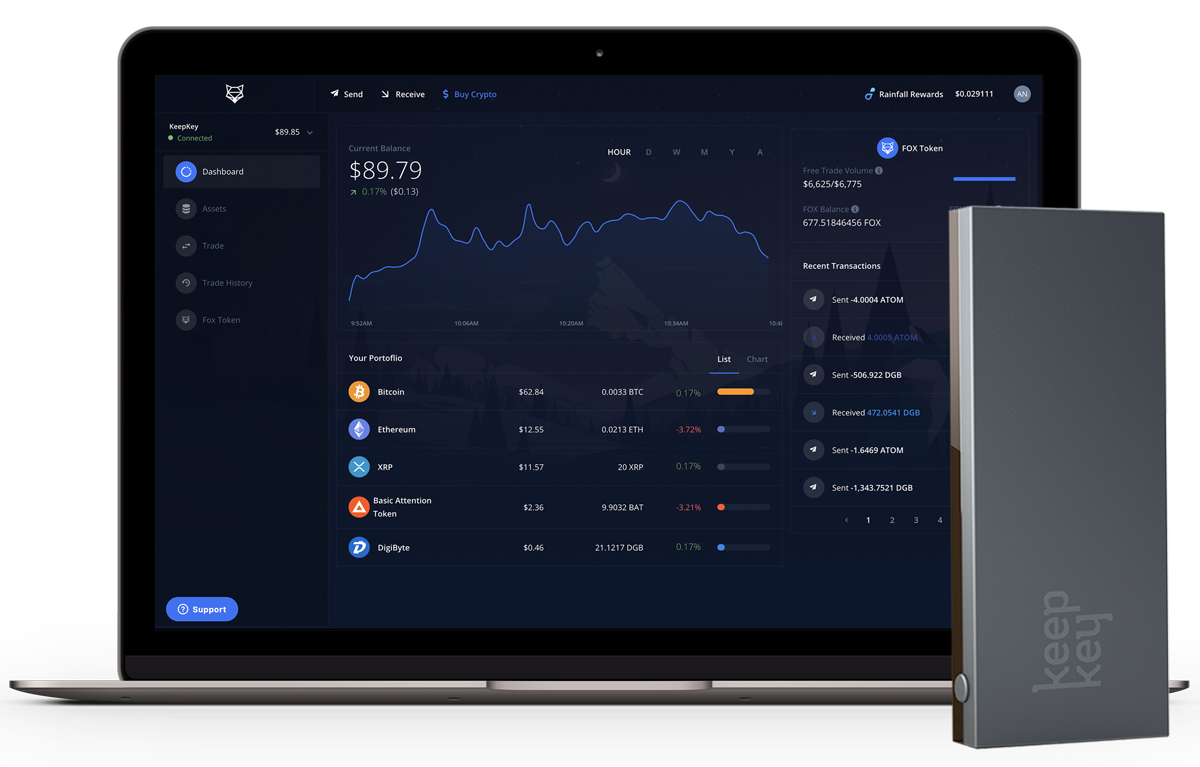 Send
Receive
$ Buy Crypto
Rainfall Rewards
$0.029111
AN
KeepKey
Connected
$89.85
Dashboard
Assets
Trade
Trade History
Fox Token
Support
Current Balance
$89.79
0.17% ($0.13)
HOUR D W M Y A
9:52AM 10:06AM 10:20AM 10:34AM
Your Portoflio
List Chart
Bitcoin $62.84 0.0033 BTC 0.17%
Ethereum $12.55 0.0213 ETH -3.72%
XRP $11.57 20 XRP 0.17%
Basic Attention
Token $2.36 9.9032 BAT -3.21%
DigiByte $0.46 21.1217 DGB 0.17%
FOX Token
Free Trade Volume
$6,625/$6,775
FOX Balance
677.51846456 FOX
Recent Transactions
Sent -4.0004 ATOM
Received 4.0005 ATOM
Sent -506.922 DGB
Received 472.0541 DGB
Sent -1.6469 ATOM
Sent -1,343.7521 DGB
‹ 1 2 3 4
keep
key